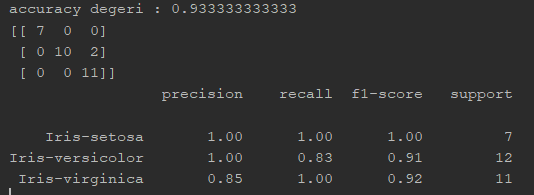 accuracy degeri : 0.933333333333
[[ 7  0  0]
 [ 0 10  2]
 [ 0  0 11]]
                 precision    recall  f1-score   support

    Iris-setosa       1.00      1.00      1.00         7
Iris-versicolor       1.00      0.83      0.91        12
 Iris-virginica       0.85      1.00      0.92        11